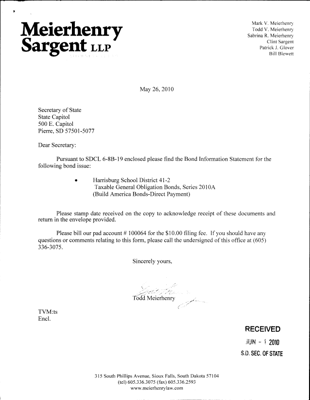 Meierhenry
Sargent LLP
Mark V. Meierhenry
Todd V. Meierhenry
Sabrina R. Meierhenry
Clint Sargent
Patrick J. Glover
Bill Blewett
May 26, 2010
Secretary of State
State Capitol
500 E. Capitol
Pierre, SD 57501-5077
Dear Secretary:
Pursuant to SDCL 6-8B-19 enclosed please find the Bond Information Statement for the
following bond issue:
• Harrisburg School District 41-2
Taxable General Obligation Bonds, Series 2010A
(Build America Bonds-Direct Payment)
Please stamp date received on the copy to acknowledge receipt of these documents and
return in the envelope provided.
Please bill our pad account # 100064 for the $10.00 filing fee. If you should have any
questions or comments relating to this form, please call the undersigned of this office at (605)
336-3075.
Sincerely yours,
Todd Meierhenry
TVM:ts
Encl.
RECEIVED
JUN - 1 2010
S.D. SEC. OF STATE
315 South Phillips Avenue, Sioux Falls, South Dakota 57104
(tel) 605.336.3075 (fax) 605.336.2593
www.meierhenrylaw.com